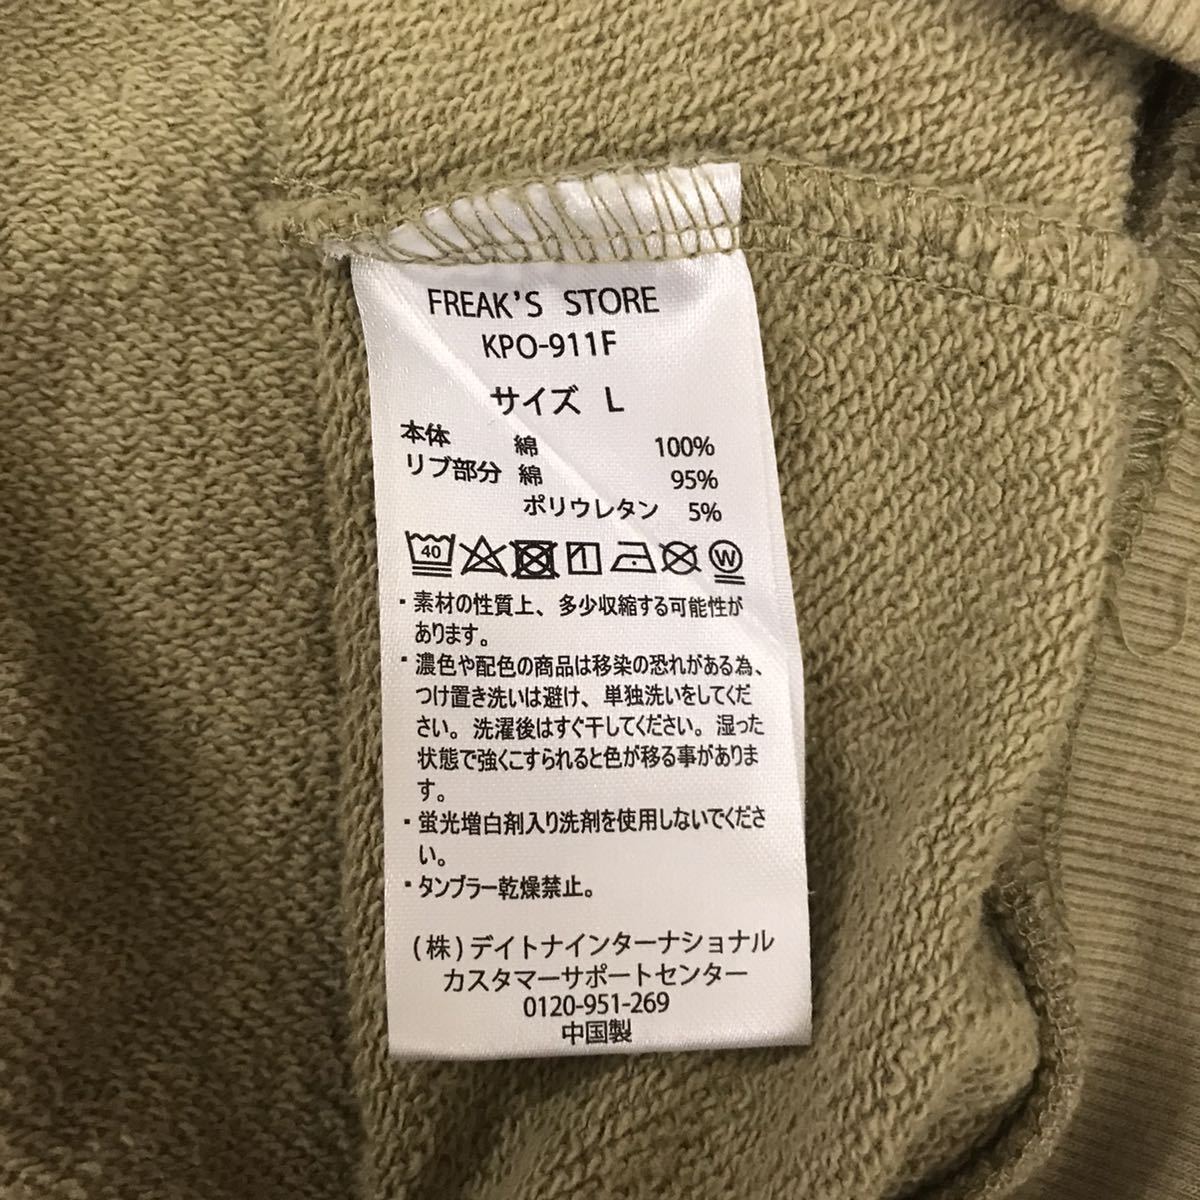 FREAK'S STORE
KPO-911F
サイズ L
本体 綿 100%
リブ部分 綿 95%
ポリウレタン 5%
40 W
・素材の性質上、多少収縮する可能性が
あります。
・濃色や配色の商品は移染の恐れがある為、
つけ置き洗いは避け、単独洗いをしてくだ
さい。洗濯後はすぐ干してください。湿った
状態で強くこすられると色が移る事がありま
す。
・蛍光増白剤入り洗剤を使用しないでくださ
い。
・タンブラー乾燥禁止。
(株)デイトナインターナショナル
カスタマーサポートセンター
0120-951-269
中国製